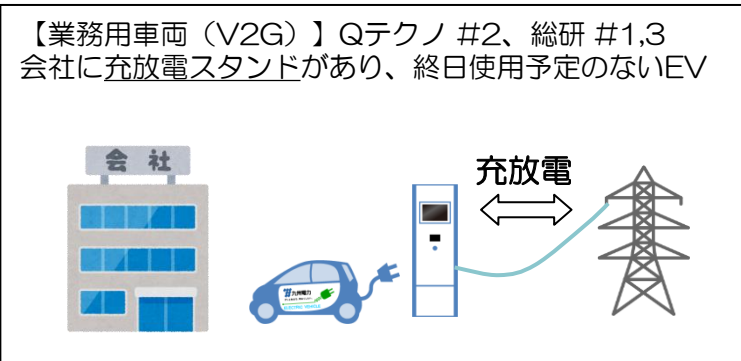 【業務用車両（V2G）】Qテクノ #2、総研 #1,3
会社に充放電スタンドがあり、終日使用予定のないEV
会 社
充放電
九州電力
ELECTRIC VEHICLE